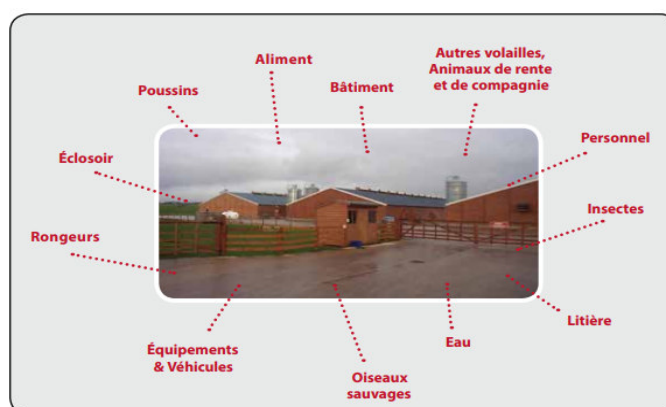 Autres volailles,
Animaux de rente
et de compagnie
Aliment
Bâtiment
Poussins
Personnel
Éclosoir
Insectes
Rongeurs
Litière
Eau
Équipements
& Véhicules
Oiseaux
sauvages